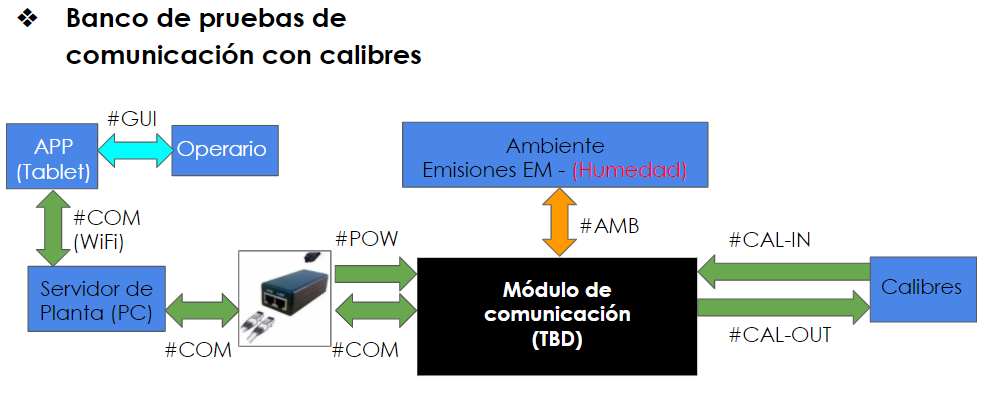 ❖ Banco de pruebas de
comunicación con calibres
#GUI
APP
(Tablet)
Operario
Ambiente
Emisiones EM - (Humedad)
#COM
(WiFi)
#AMB
#POW
#CAL-IN
Servidor de
Planta (PC)
Módulo de
comunicación
(TBD)
Calibres
#CAL-OUT
#COM
#COM